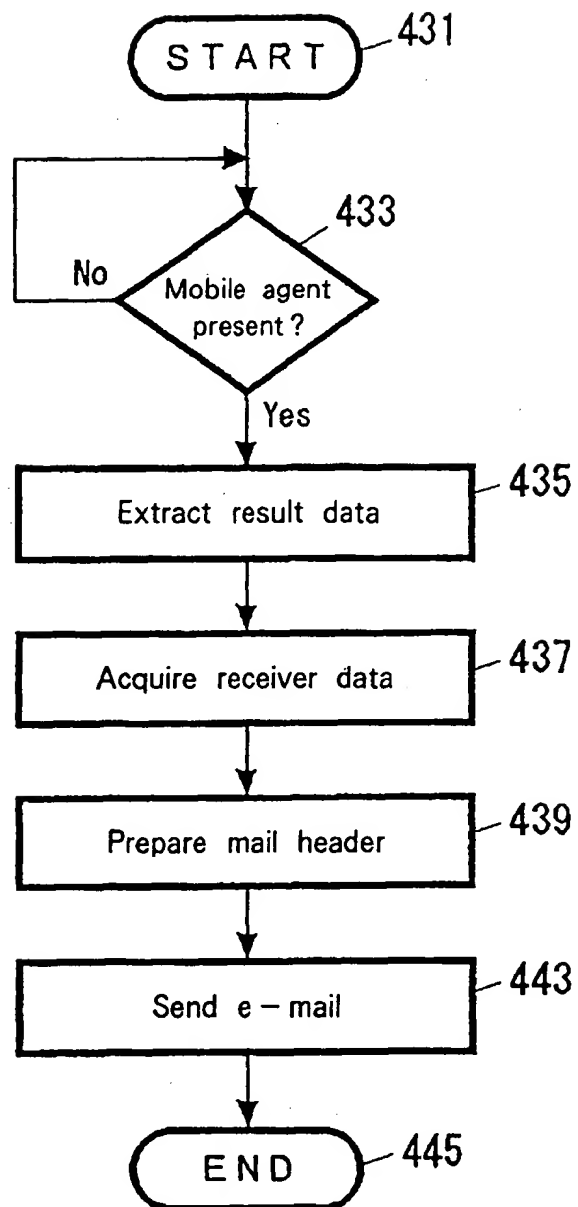 START
431
433
No
Mobile agent
present?
Yes
435
Extract result data
437
Acquire receiver data
439
Prepare mail header
443
Send e-mail
END
445